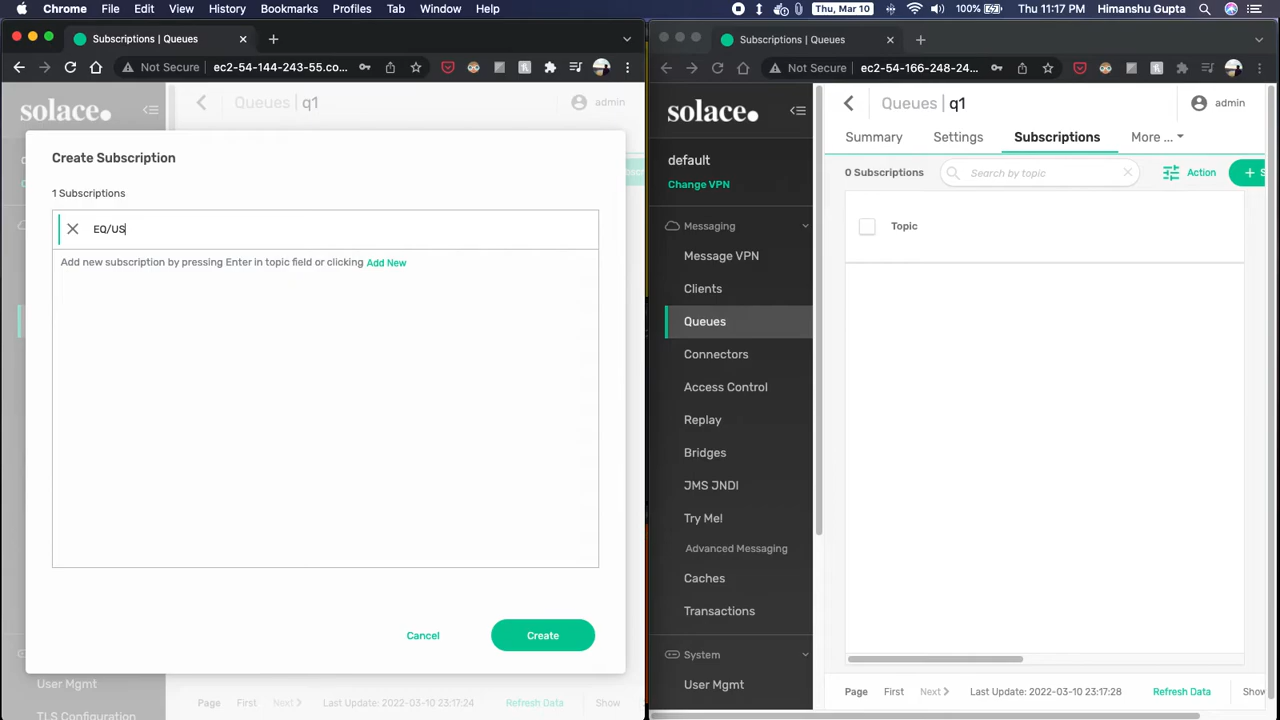 Chrome File Edit View History Bookmarks Profiles Tab Window Help 100% Thu, Mar 10 11:17 PM Himanshu Gupta
Subscriptions | Queues
Not Secure ec2-54-144-243-55.co...
solace.
Queues | q1
admin
Create Subscription
1 Subscriptions
EQ/US
Add new subscription by pressing Enter in topic field or clicking Add New
Cancel
Create
User Mgmt
TLS Configuration
Page First Next Last Update: 2022-03-10 23:17:24 Refresh Data Show
Subscriptions | Queues
Not Secure ec2-54-166-248-24...
solace.
Queues | q1
admin
default
Change VPN
Summary Settings Subscriptions More ...
0 Subscriptions Search by topic Action + S
Topic
Messaging
Message VPN
Clients
Queues
Connectors
Access Control
Replay
Bridges
JMS JNDI
Try Me!
Advanced Messaging
Caches
Transactions
System
User Mgmt
Page First Next Last Update: 2022-03-10 23:17:28 Refresh Data Show